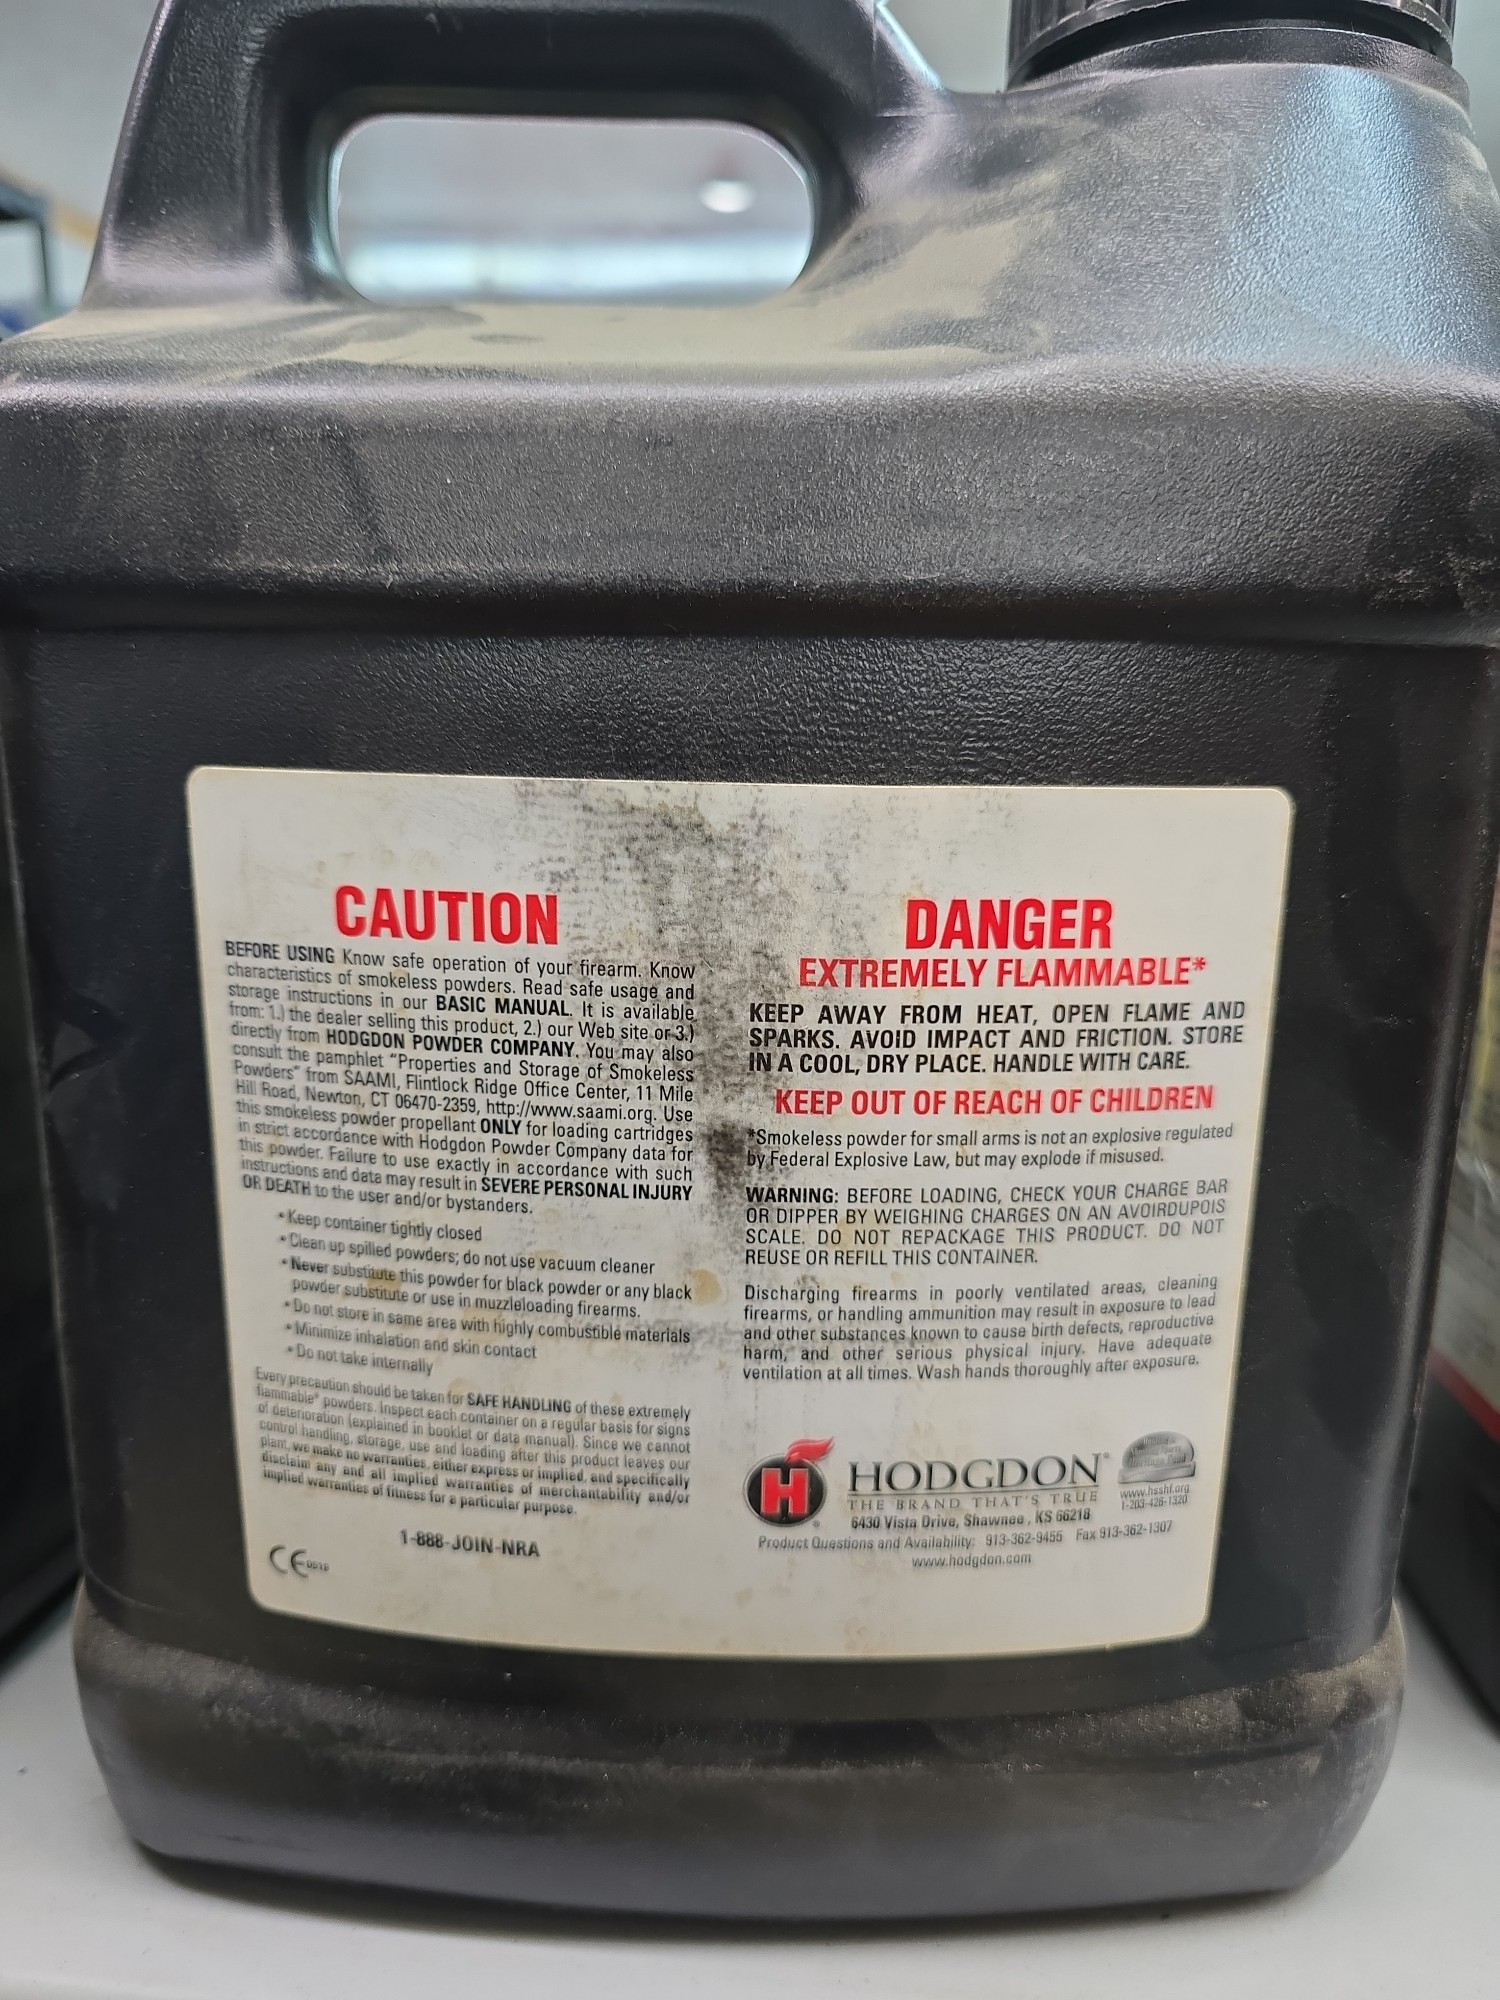 CAUTION
BEFORE USING Know safe operation of your firearm. Know
characteristics of smokeless powders. Read safe usage and
storage instructions in our BASIC MANUAL. It is available
from: 1.) the dealer selling this product, 2.) our Web site or 3.)
directly from HODGDON POWDER COMPANY. You may also
consult the pamphlet "Properties and Storage of Smokeless
Powders" from SAAMI, Flintlock Ridge Office Center, 11 Mile
Hill Road, Newton, CT 06470-2359, http://www.saami.org. Use
this smokeless powder propellant ONLY for loading cartridges
in strict accordance with Hodgdon Powder Company data for
this powder. Failure to use exactly in accordance with such
instructions and data may result in SEVERE PERSONAL INJURY
OR DEATH to the user and/or bystanders.
• Keep container tightly closed
• Clean up spilled powders; do not use vacuum cleaner
• Never substitute this powder for black powder or any black
powder substitute or use in muzzleloading firearms.
• Do not store in same area with highly combustible materials
• Minimize inhalation and skin contact
• Do not take internally
Every precaution should be taken for SAFE HANDLING of these extremely
flammable* powders. Inspect each container on a regular basis for signs
of deterioration (explained in booklet or data manual). Since we cannot
control handling, storage, use and loading after this product leaves our
plant, we make no warranties, either express or implied, and specifically
disclaim any and all implied warranties of merchantability and/or
implied warranties of fitness for a particular purpose.
1-888-JOIN-NRA
CE
DANGER
EXTREMELY FLAMMABLE*
KEEP AWAY FROM HEAT, OPEN FLAME AND
SPARKS. AVOID IMPACT AND FRICTION. STORE
IN A COOL, DRY PLACE. HANDLE WITH CARE.
KEEP OUT OF REACH OF CHILDREN
*Smokeless powder for small arms is not an explosive regulated
by Federal Explosive Law, but may explode if misused.
WARNING: BEFORE LOADING, CHECK YOUR CHARGE BAR
OR DIPPER BY WEIGHING CHARGES ON AN AVOIRDUPOIS
SCALE. DO NOT REPACKAGE THIS PRODUCT. DO NOT
REUSE OR REFILL THIS CONTAINER.
Discharging firearms in poorly ventilated areas, cleaning
firearms, or handling ammunition may result in exposure to lead
and other substances known to cause birth defects, reproductive
harm, and other serious physical injury. Have adequate
ventilation at all times. Wash hands thoroughly after exposure.
H
HODGDON®
THE BRAND THAT'S TRUE
www.hsshf.org
1-203-426-1320
6430 Vista Drive, Shawnee, KS 66218
Product Questions and Availability: 913-362-9455 Fax 913-362-1307
www.hodgdon.com